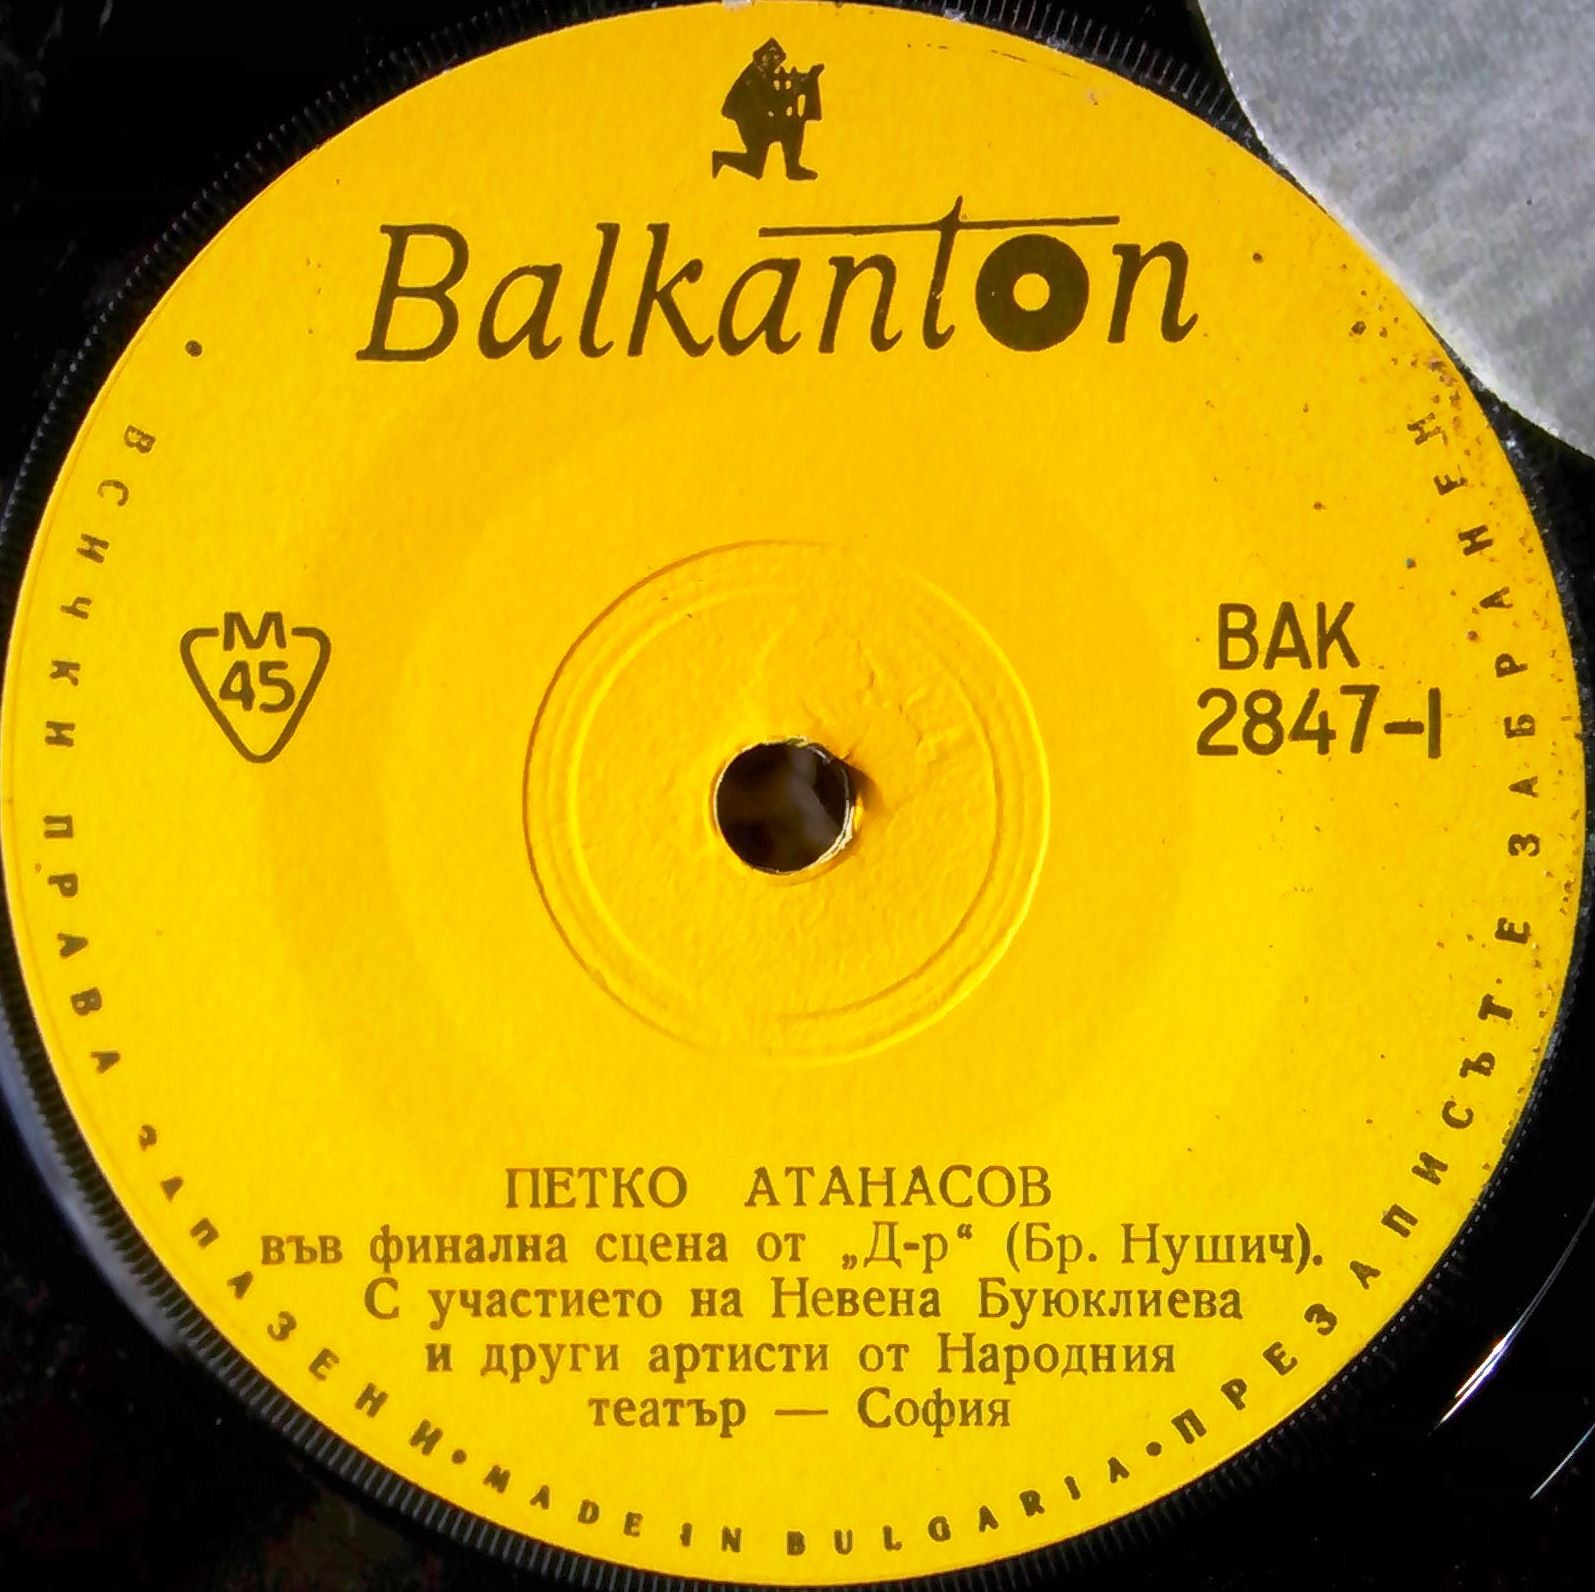 Balkanton
М
45
ВАК
2847-I
ПЕТКО АТАНАСОВ
във финална сцена от „Д-р“ (Бр. Нушич).
С участието на Невена Буюклиева
и други артисти от Народния
театър — София
• ВСИЧКИ ПРАВА ЗАПАЗЕНИ • MADE IN BULGARIA • ПРЕЗАПИСЪТ Е ЗАБРАНЕН